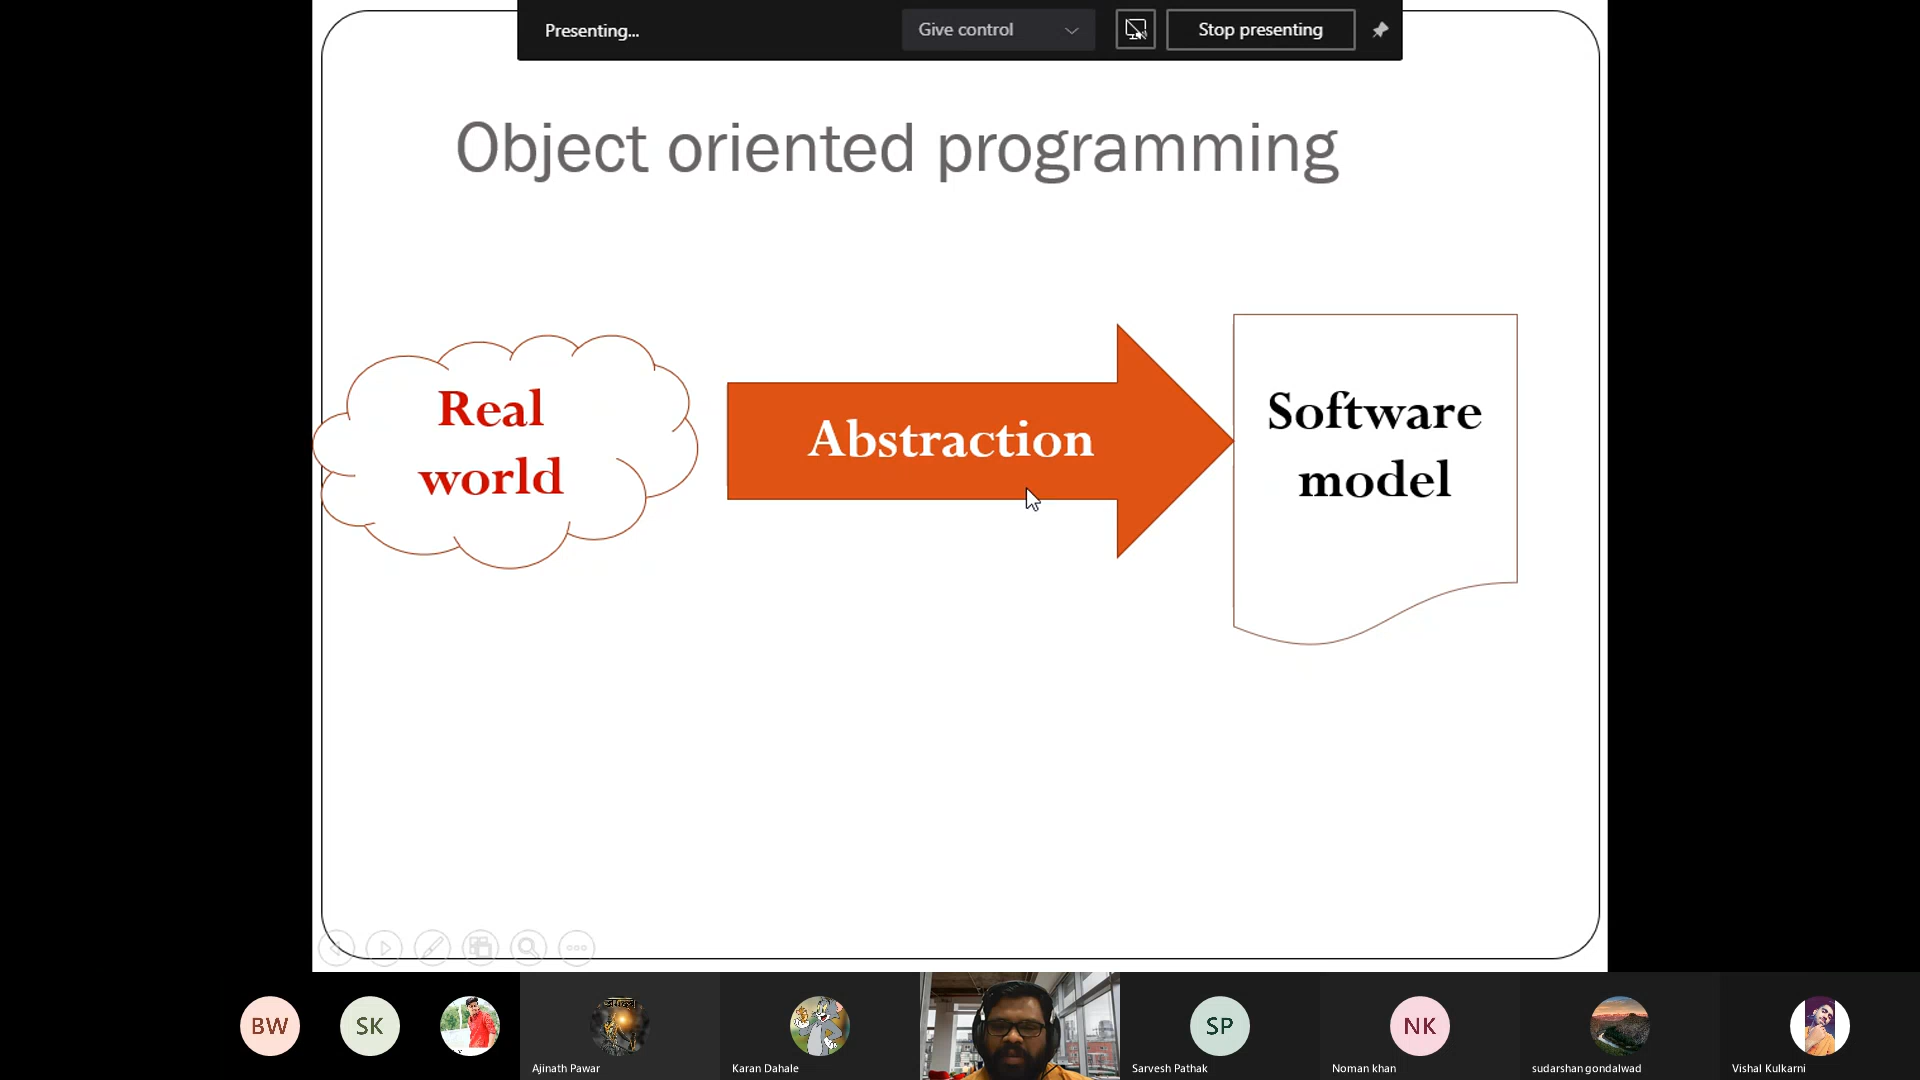 Presenting...
Give control
Stop presenting
Object oriented programming
Real
world
Abstraction
Software
model
BW
SK
SP
NK
Ajinath Pawar
Karan Dahale
Sarvesh Pathak
Noman khan
sudarshan gondalwad
Vishal Kulkarni